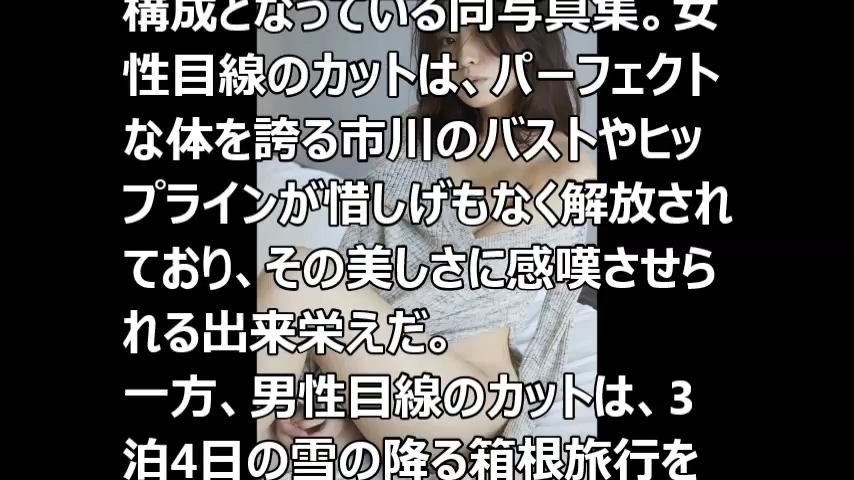 構成となっている同写真集。女
性目線のカットは、パーフェクト
な体を誇る市川のバストやヒッ
プラインが惜しげもなく解放され
ており、その美しさに感嘆させら
れる出来栄えだ。
一方、男性目線のカットは、3
泊4日の雪の降る箱根旅行を